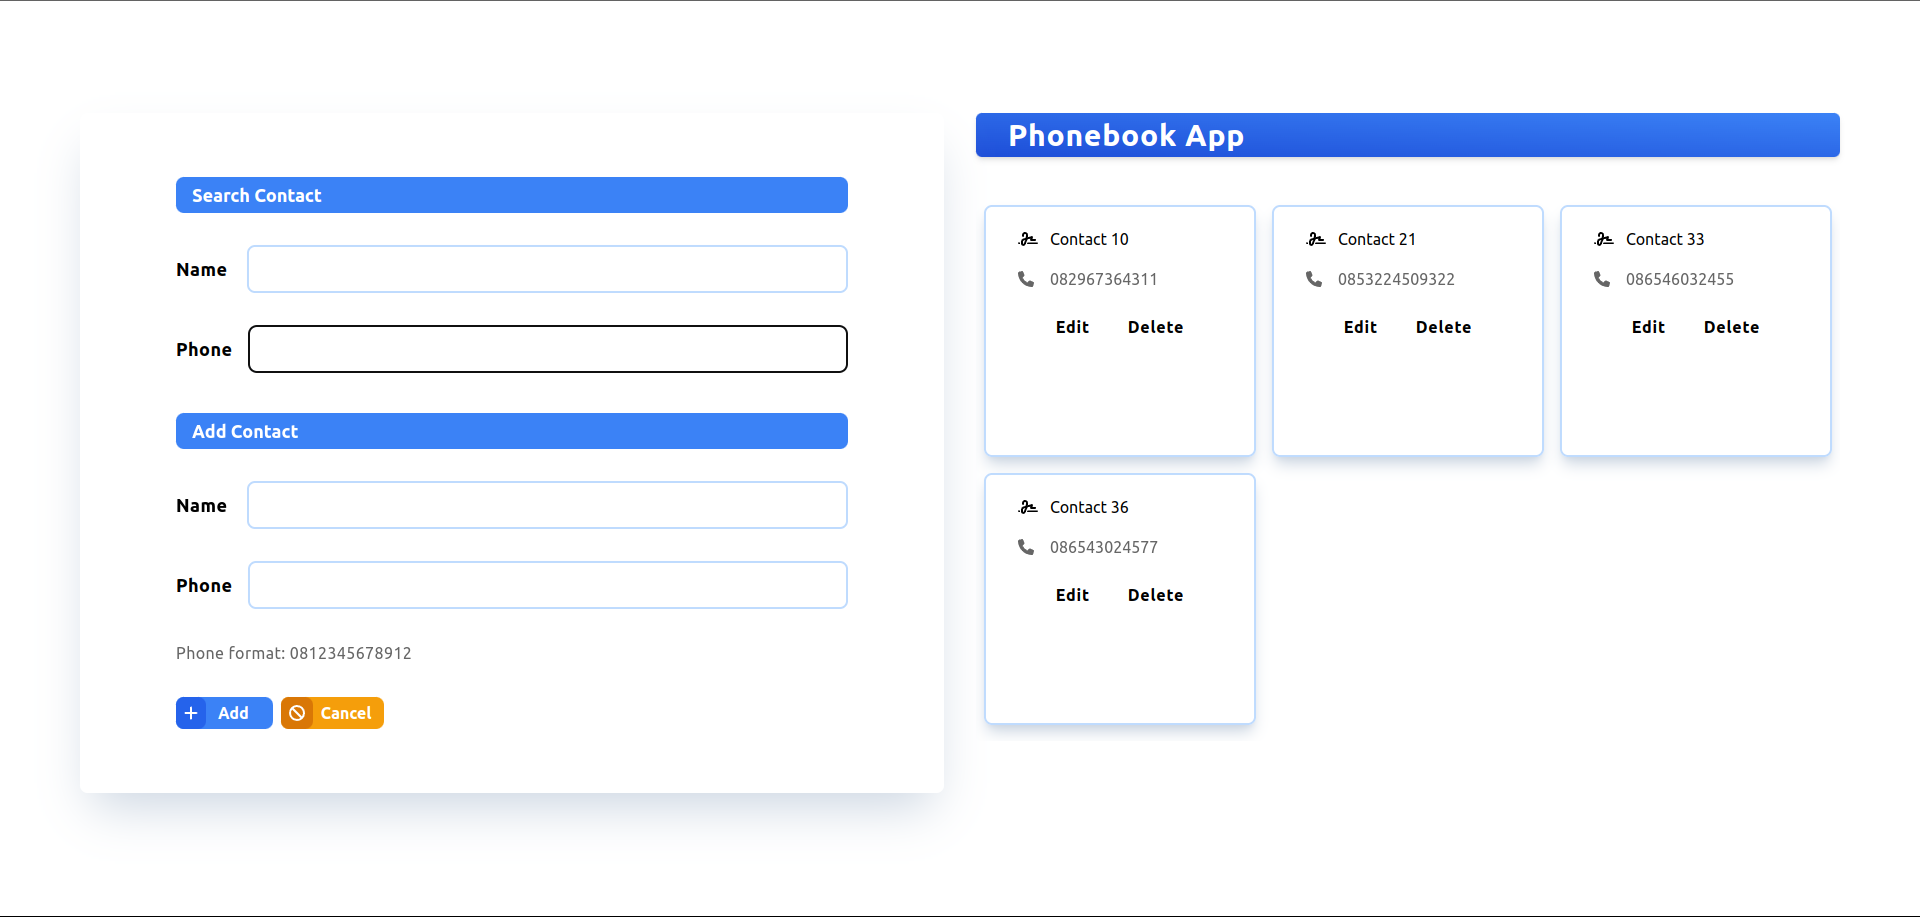 Search Contact
Name
Phone
Add Contact
Name
Phone
Phone format: 0812345678912
Add Cancel
Phonebook App
Contact 10
082967364311
Edit Delete
Contact 21
0853224509322
Edit Delete
Contact 33
086546032455
Edit Delete
Contact 36
086543024577
Edit Delete